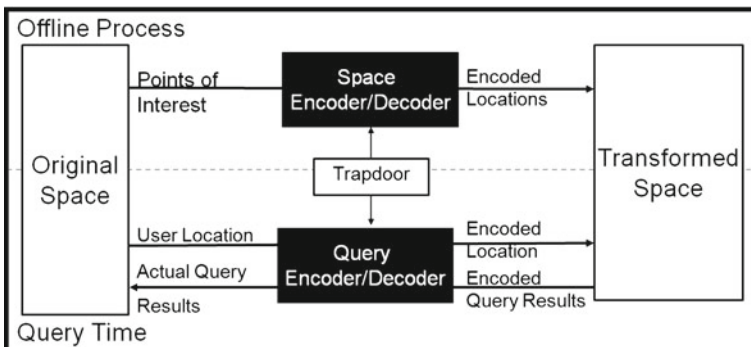 Offline Process
Points of
Interest
Space
Encoder/Decoder
Encoded
Locations
Original
Space
Trapdoor
Transformed
Space
User Location
Query
Encoder/Decoder
Encoded
Location
Actual Query
Results
Encoded
Query Results
Query Time